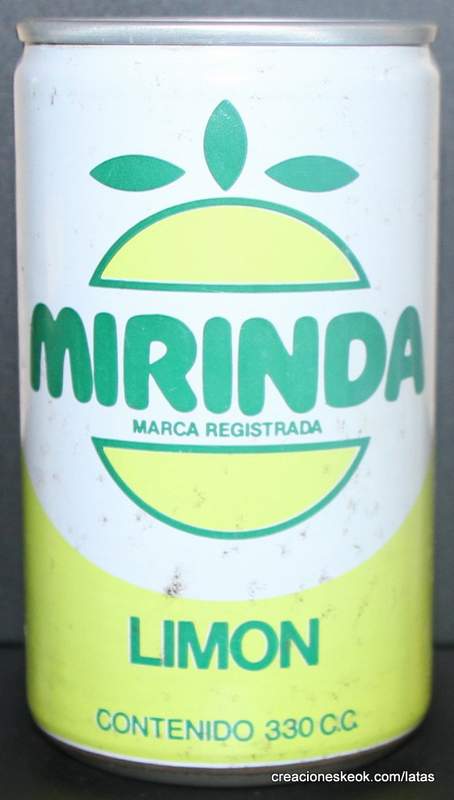 MIRINDA
MARCA REGISTRADA
LIMON
CONTENIDO 330 C.C.
creacioneskeok.com/latas